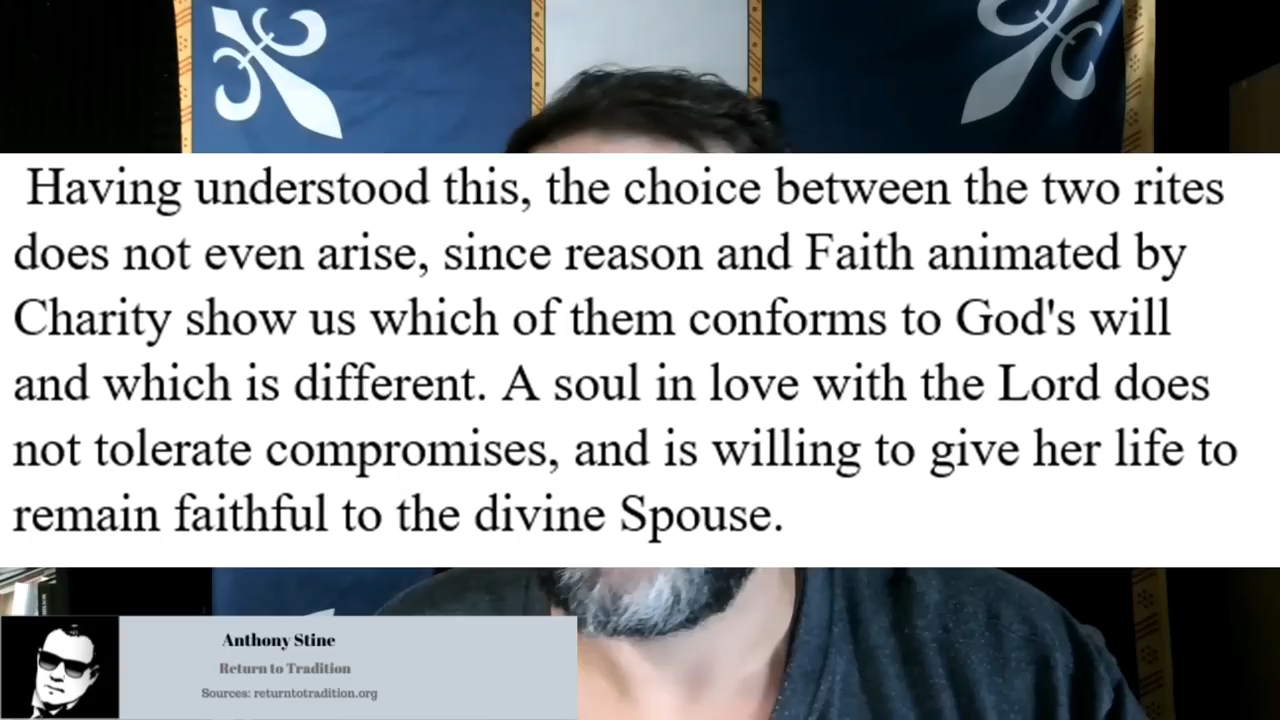 Having understood this, the choice between the two rites
does not even arise, since reason and Faith animated by
Charity show us which of them conforms to God's will
and which is different. A soul in love with the Lord does
not tolerate compromises, and is willing to give her life to
remain faithful to the divine Spouse.
Anthony Stine
Return to Tradition
Sources: returntotradition.org